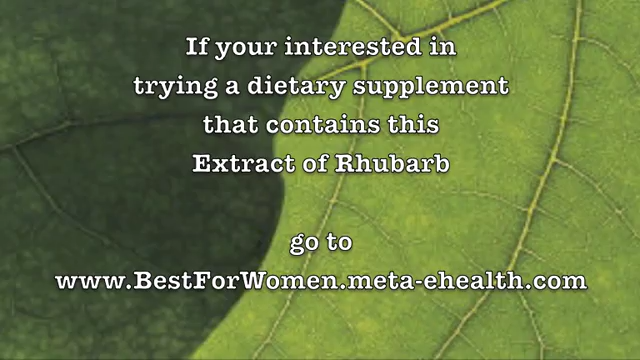 If your interested in
trying a dietary supplement
that contains this
Extract of Rhubarb
go to
www.BestForWomen.meta-ehealth.com